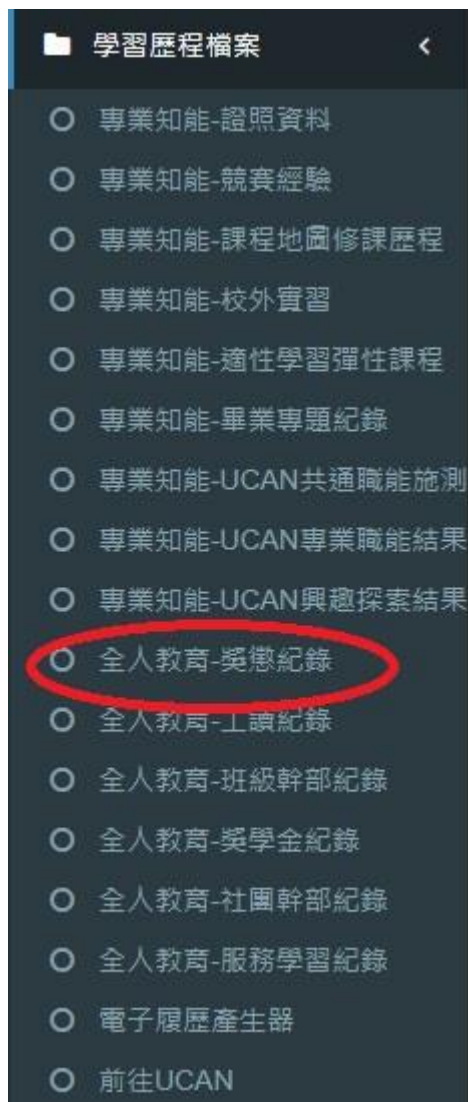 學習歷程檔案
專業知能-證照資料
專業知能-競賽經驗
專業知能-課程地圖修課歷程
專業知能-校外實習
專業知能-適性學習彈性課程
專業知能-畢業專題紀錄
專業知能-UCAN共通職能施測
專業知能-UCAN專業職能結果
專業知能-UCAN興趣探索結果
全人教育-獎懲紀錄
全人教育-工讀紀錄
全人教育-班級幹部紀錄
全人教育-獎學金紀錄
全人教育-社團幹部紀錄
全人教育-服務學習紀錄
電子履歷產生器
前往UCAN